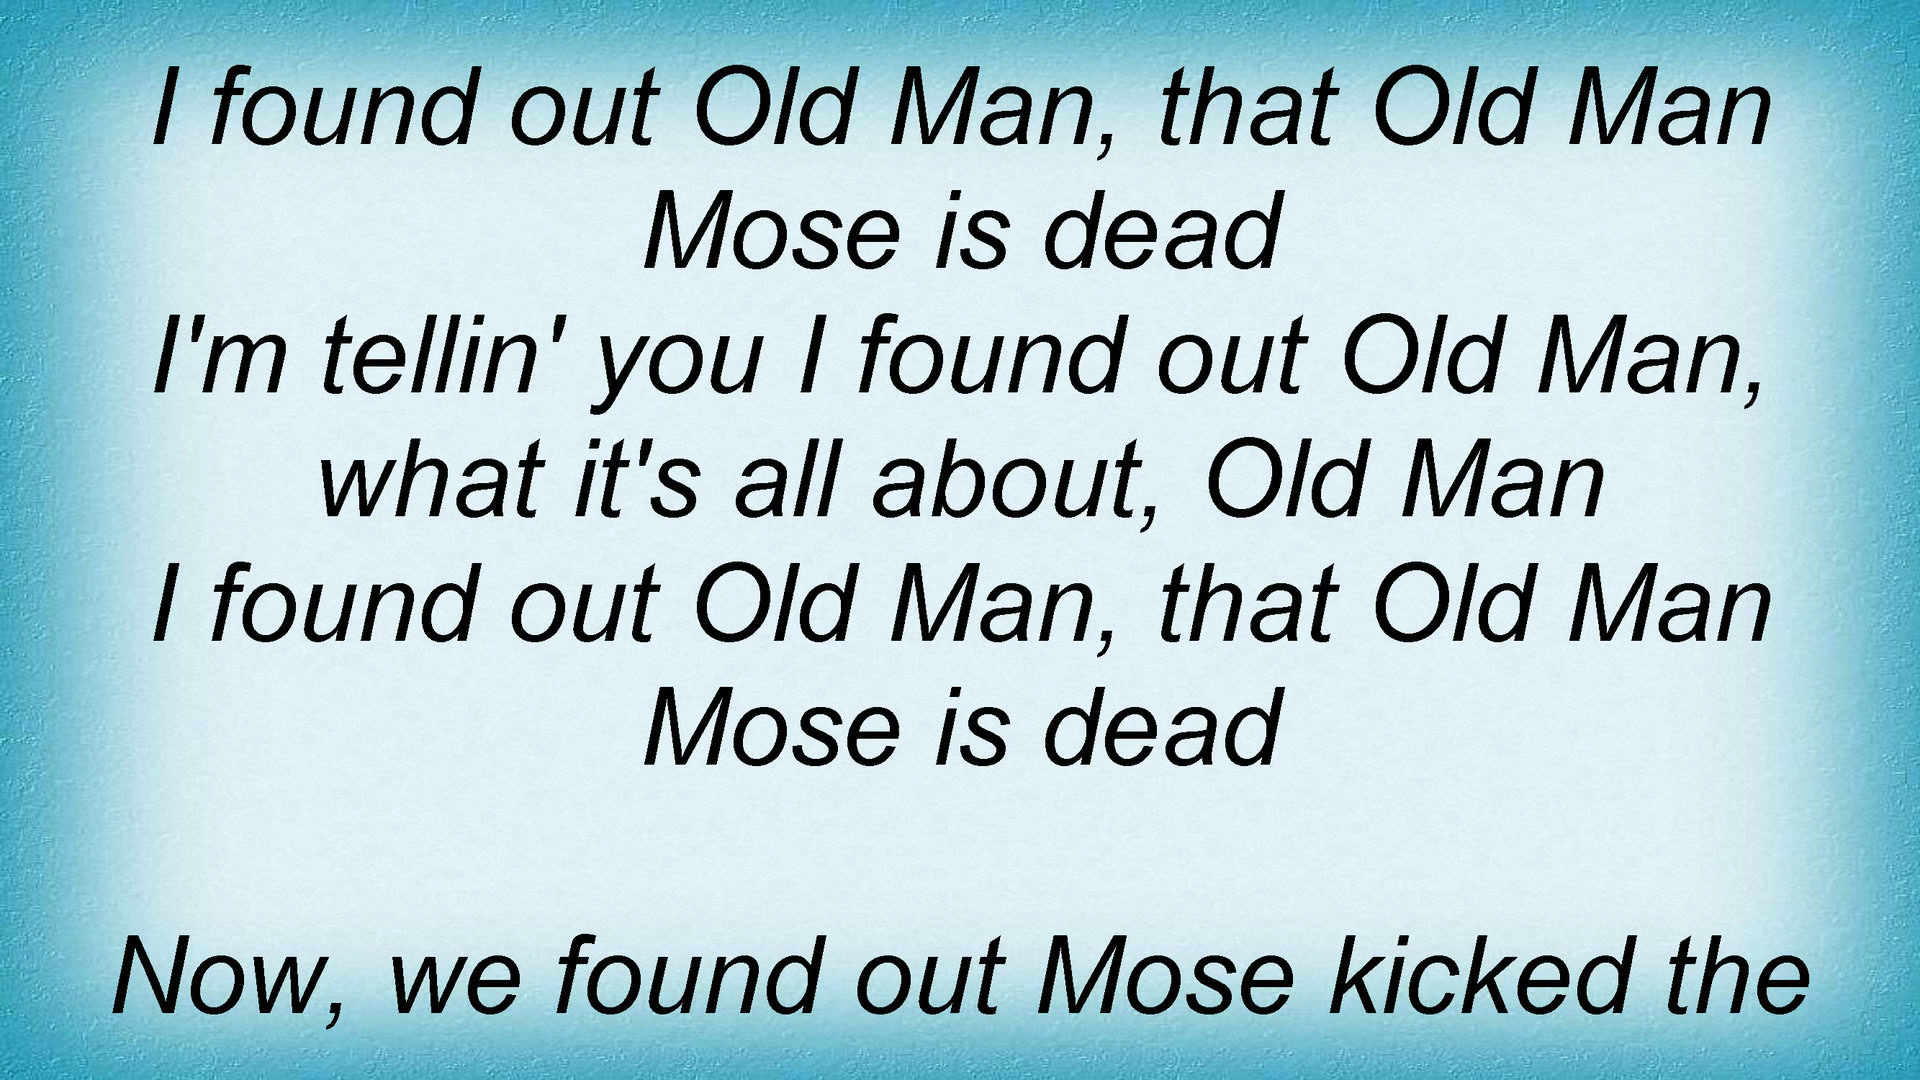 I found out Old Man, that Old Man
Mose is dead
I'm tellin' you I found out Old Man,
what it's all about, Old Man
I found out Old Man, that Old Man
Mose is dead
Now, we found out Mose kicked the